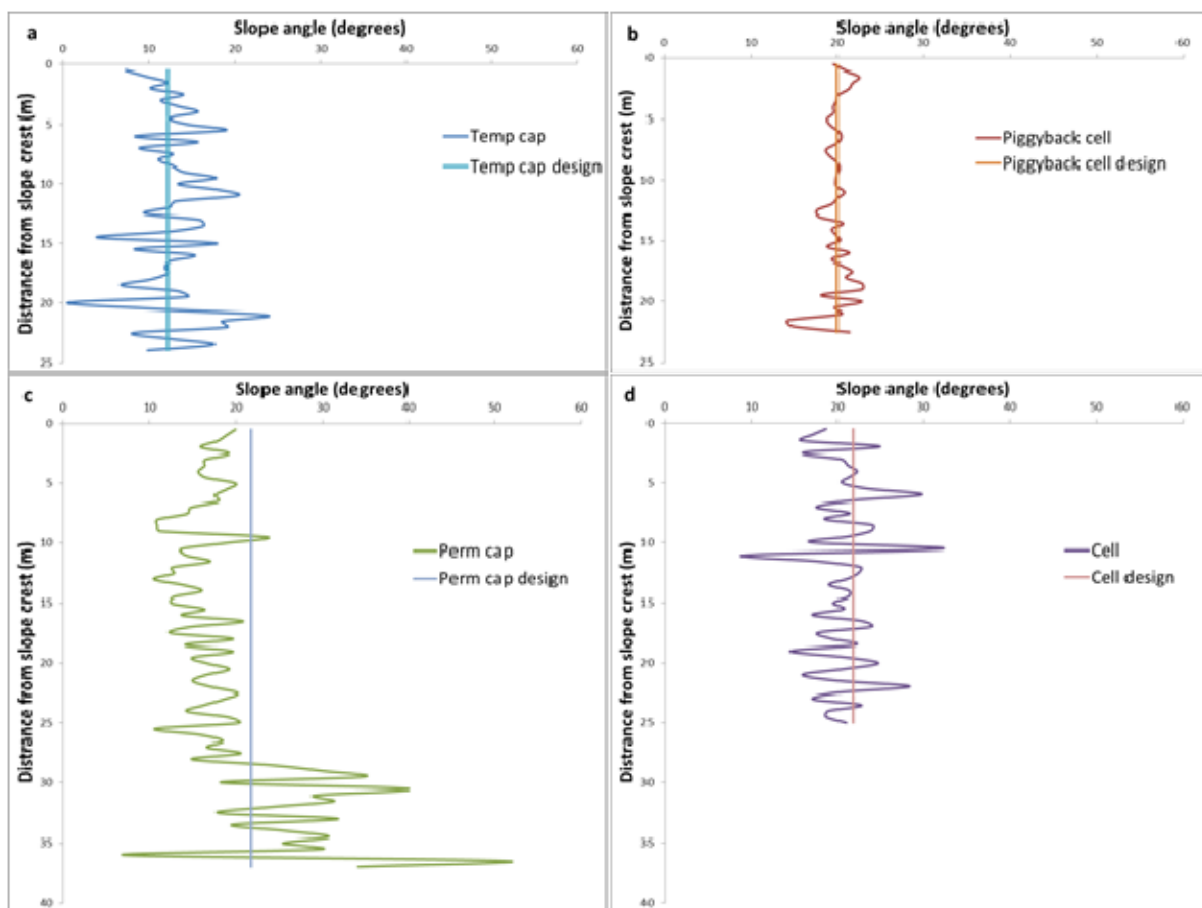 a
Slope angle (degrees)
0 10 20 30 40 50 60
Distrance from slope crest (m)
0
5
10
15
20
25
Temp cap
Temp cap design
b
Slope angle (degrees)
0 10 20 30 40 50 60
Distrance from slope crest (m)
0
5
10
15
20
25
Piggyback cell
Piggyback cell design
c
Slope angle (degrees)
0 10 20 30 40 50 60
Distrance from slope crest (m)
0
5
10
15
20
25
30
35
40
Perm cap
Perm cap design
d
Slope angle (degrees)
0 10 20 30 40 50 60
Distrance from slope crest (m)
0
5
10
15
20
25
30
35
40
Cell
Cell design